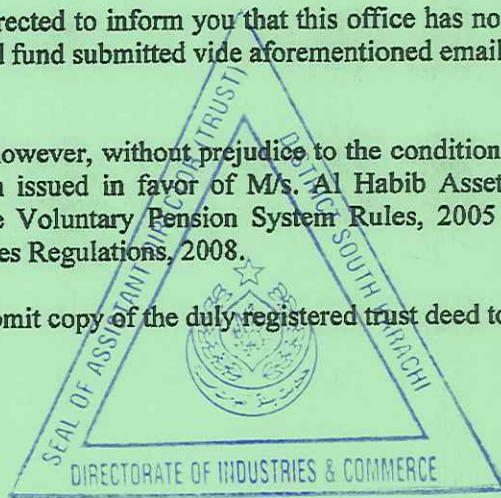 rected to inform you that this office has no
l fund submitted vide aforementioned email
owever, without prejudice to the condition
n issued in favor of M/s. Al Habib Asset
e Voluntary Pension System Rules, 2005
es Regulations, 2008.
omit copy of the duly registered trust deed to
SEAL OF ASSISTANT DIRECTOR (TRUST)
DISTRICT SOUTH KARACHI
DIRECTORATE OF INDUSTRIES & COMMERCE